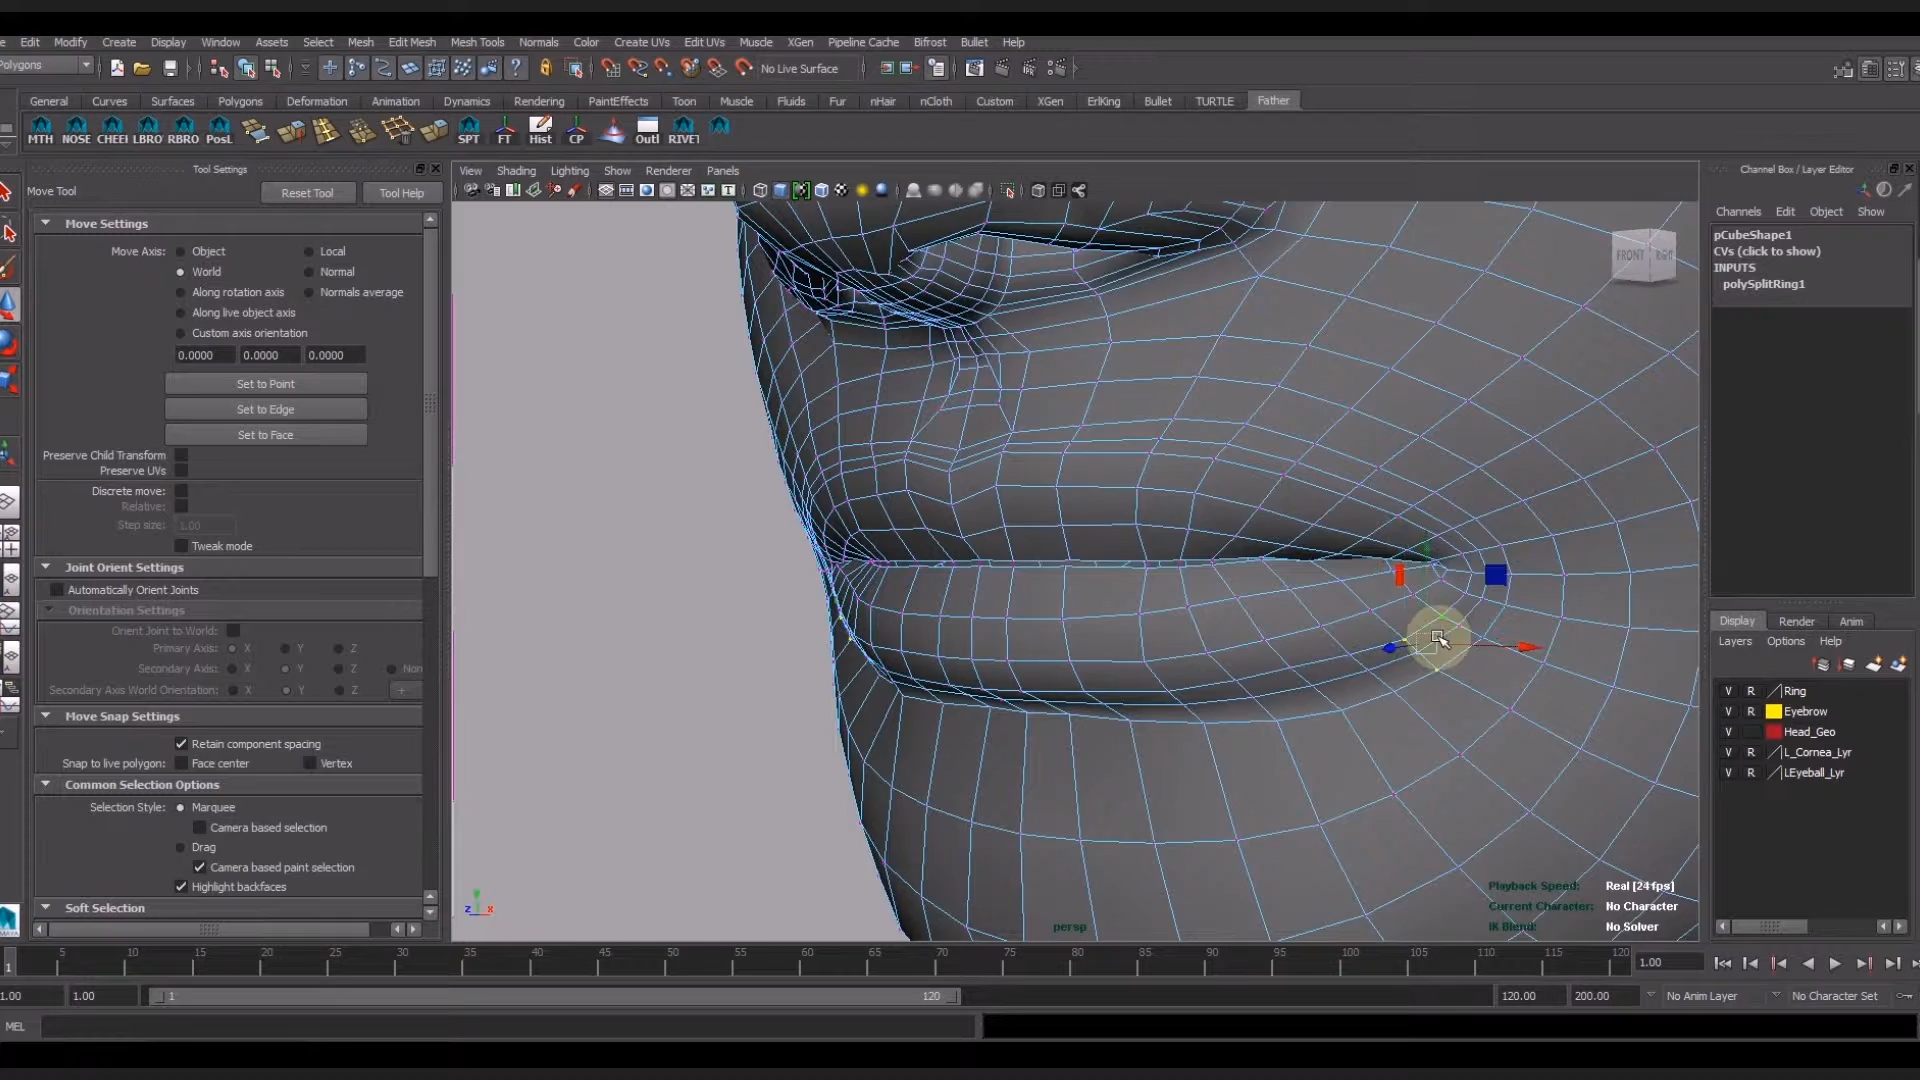 Edit Modify Create Display Window Assets Select Mesh Edit Mesh Mesh Tools Normals Color Create UVs Edit UVs Muscle XGen Pipeline Cache Bifrost Bullet Help
Polygons No Live Surface
General Curves Surfaces Polygons Deformation Animation Dynamics Rendering PaintEffects Toon Muscle Fluids Fur nHair nCloth Custom XGen ErlKing Bullet TURTLE Father
MTH NOSE CHEEI LBRO RBRO PosL SPT FT Hist CP Outl RIVET
Tool Settings
Move Tool Reset Tool Tool Help
Move Settings
Move Axis: Object Local
World Normal
Along rotation axis Normals average
Along live object axis
Custom axis orientation
0.0000 0.0000 0.0000
Set to Point
Set to Edge
Set to Face
Preserve Child Transform
Preserve UVs
Discrete move:
Relative:
Step size: 1.00
Tweak mode
Joint Orient Settings
Automatically Orient Joints
Orientation Settings
Orient Joint to World:
Primary Axis: X Y Z
Secondary Axis: X Y Z Non
Secondary Axis World Orientation: X Y Z +
Move Snap Settings
Retain component spacing
Snap to live polygon: Face center Vertex
Common Selection Options
Selection Style: Marquee
Camera based selection
Drag
Camera based paint selection
Highlight backfaces
Soft Selection
View Shading Lighting Show Renderer Panels
FRONT
z x
persp
Playback Speed: Real [24 fps]
Current Character: No Character
IK Blend: No Solver
Channel Box / Layer Editor
Channels Edit Object Show
pCubeShape1
CVs (click to show)
INPUTS
polySplitRing1
Display Render Anim
Layers Options Help
V R Ring
V R Eyebrow
V Head_Geo
V R L_Cornea_Lyr
V R LEyeball_Lyr
1 5 10 15 20 25 30 35 40 45 50 55 60 65 70 75 80 85 90 95 100 105 110 115 120 1.00
1.00 1.00 1 120 120.00 200.00 No Anim Layer No Character Set
MEL